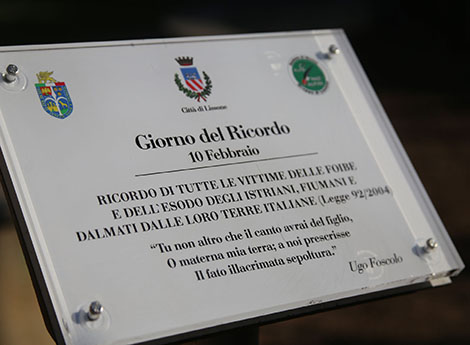 Città di Lissone
Giorno del Ricordo
10 Febbraio
RICORDO DI TUTTE LE VITTIME DELLE FOIBE
E DELL'ESODO DEGLI ISTRIANI, FIUMANI E
DALMATI DALLE LORO TERRE ITALIANE (Legge 92/2004)
“Tu non altro che il canto avrai del figlio,
O materna mia terra; a noi prescrisse
Il fato illacrimata sepoltura.”
Ugo Foscolo